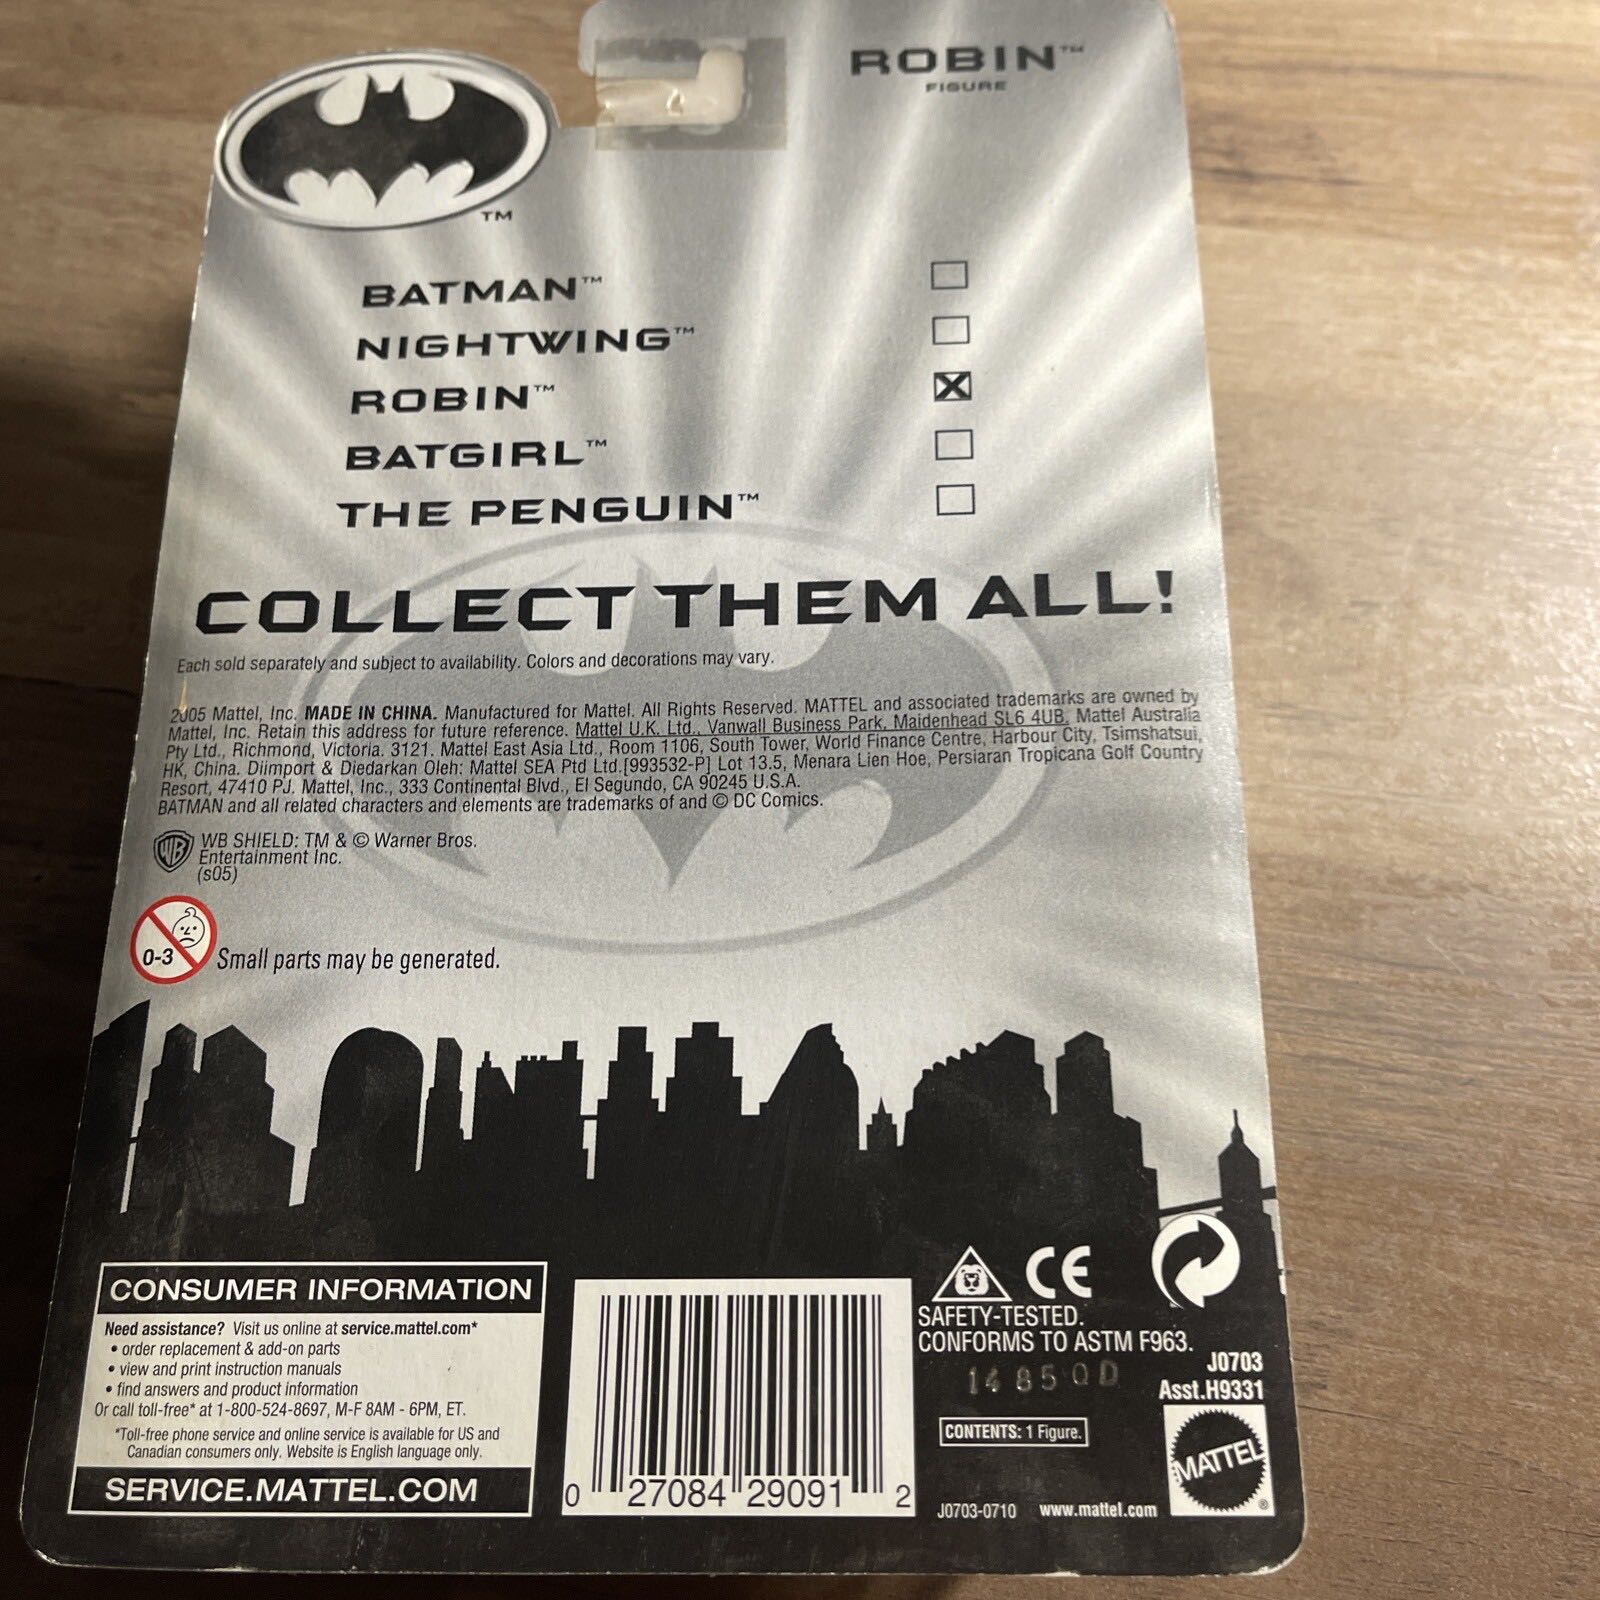 ROBIN™
FIGURE
TM
BATMAN™
NIGHTWING™
ROBIN™
BATGIRL™
THE PENGUIN™
COLLECT THEM ALL!
Each sold separately and subject to availability. Colors and decorations may vary.
2005 Mattel, Inc. MADE IN CHINA. Manufactured for Mattel. All Rights Reserved. MATTEL and associated trademarks are owned by
Mattel, Inc. Retain this address for future reference. Mattel U.K. Ltd., Vanwall Business Park, Maidenhead SL6 4UB. Mattel Australia
Pty Ltd., Richmond, Victoria. 3121. Mattel East Asia Ltd., Room 1106, South Tower, World Finance Centre, Harbour City, Tsimshatsui,
HK, China. Diimport & Diedarkan Oleh: Mattel SEA Ptd Ltd.[993532-P] Lot 13.5, Menara Lien Hoe, Persiaran Tropicana Golf Country
Resort, 47410 PJ. Mattel, Inc., 333 Continental Blvd., El Segundo, CA 90245 U.S.A.
BATMAN and all related characters and elements are trademarks of and © DC Comics.
WB
WB SHIELD: TM & © Warner Bros.
Entertainment Inc.
(s05)
0-3
Small parts may be generated.
CONSUMER INFORMATION
Need assistance? Visit us online at service.mattel.com*
• order replacement & add-on parts
• view and print instruction manuals
• find answers and product information
Or call toll-free* at 1-800-524-8697, M-F 8AM - 6PM, ET.
*Toll-free phone service and online service is available for US and
Canadian consumers only. Website is English language only.
SERVICE.MATTEL.COM
0 27084 29091 2
CE
SAFETY-TESTED.
CONFORMS TO ASTM F963.
1485QD
J0703
Asst.H9331
CONTENTS: 1 Figure.
MATTEL
®
J0703-0710 www.mattel.com